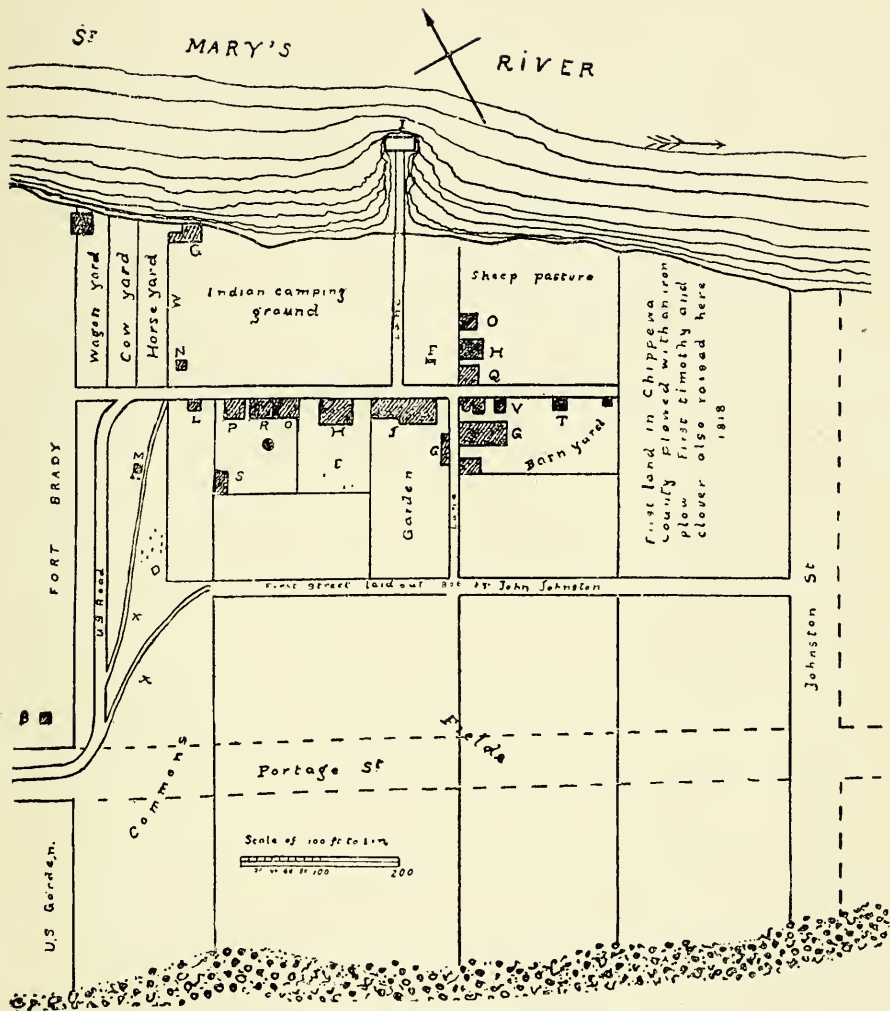 ST MARY'S RIVER
I
C
Wagon yard
Cow yard
Horse yard
W
N
Indian camping
ground
Lane
Sheep pasture
O
H
Q
First land in Chippewa
County plowed with an iron
plow First timothy and
clover also raised here
1818
L
P
R
O
H
J
V
T
G
Barn yard
G
S
E
Garden
Lane
M
D
FORT BRADY
US Road
X
X
First Street laid out by John Johnston
Johnston St
B
Commons
Fields
Portage St
Scale of 100 ft to 1 in
100
200
U.S Garden.